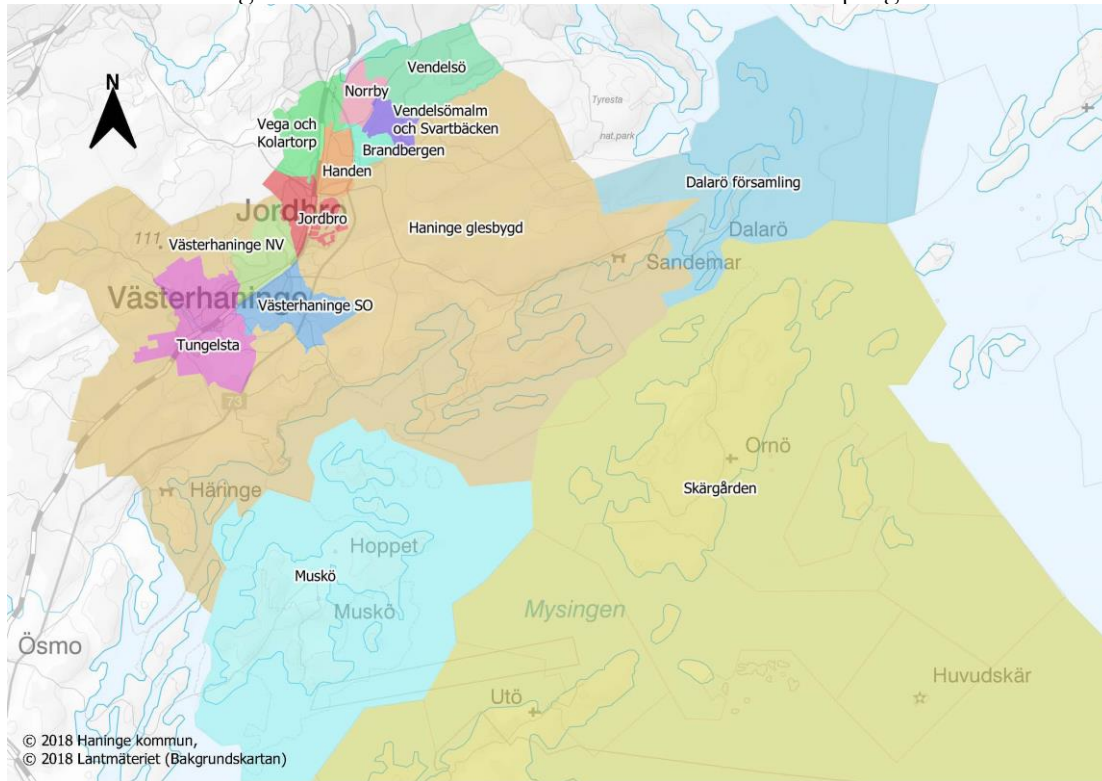 N
Vendelsö
Norrby
Tyresta
nat.park
Vendelsömalm
och Svartbäcken
Vega och
Kolartorp
Brandbergen
Handen
Dalarö församling
Jordbro
Jordbro
Haninge glesbygd
Dalarö
111
Västerhaninge NV
Sandemar
Västerhaninge
Västerhaninge SO
Tungelsta
73
Ornö
Häringe
Skärgården
Hoppet
Muskö
Muskö
Mysingen
Ösmo
Utö
Huvudskär
© 2018 Haninge kommun,
© 2018 Lantmäteriet (Bakgrundskartan)